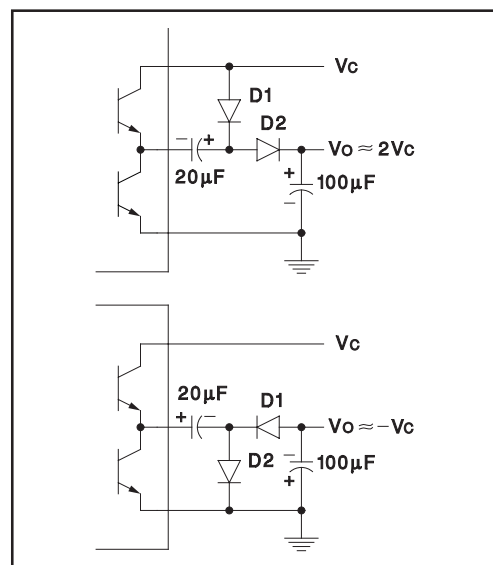 Vc
D1
D2
− +
20µF
Vo ≈ 2Vc
+
100µF
−
Vc
20µF
+ −
D1
Vo ≈ −Vc
D2
−
100µF
+